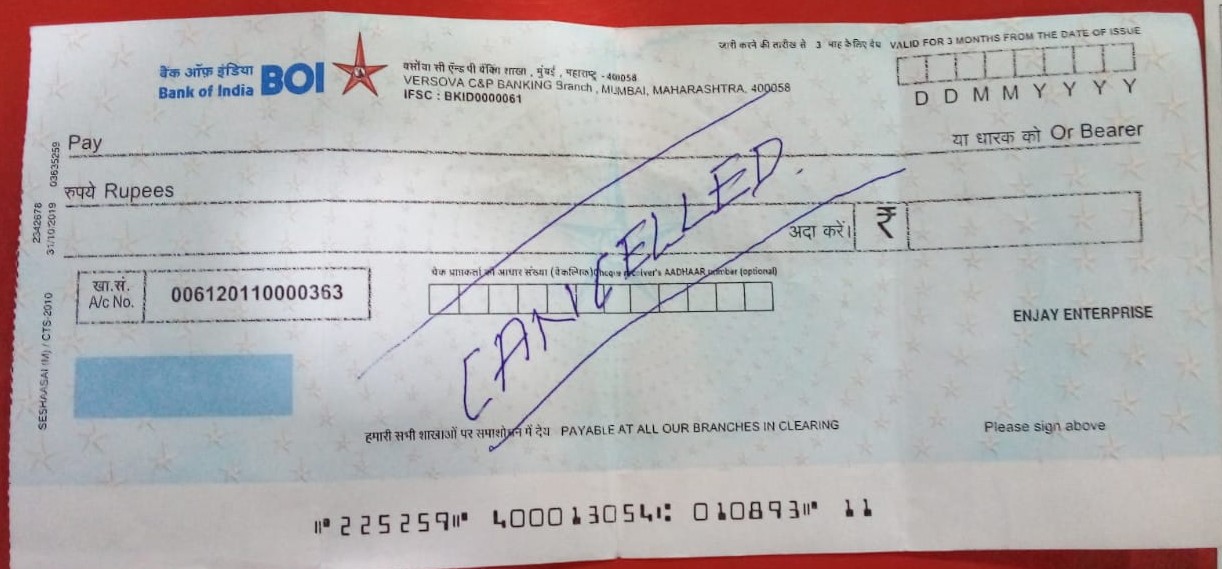 जारी करने की तारीख से 3 माह के लिए वैध VALID FOR 3 MONTHS FROM THE DATE OF ISSUE
बैंक ऑफ़ इंडिया BOI
Bank of India
वर्सोवा सी ऍन्ड पी बैंकिंग शाखा , मुंबई , महाराष्ट्र - 400058
VERSOVA C&P BANKING Branch , MUMBAI, MAHARASHTRA, 400058
IFSC : BKID0000061
D D M M Y Y Y Y
Pay
या धारक को Or Bearer
रुपये Rupees
अदा करें। ₹
03635259
2342678
31/10/2019
चेक प्राप्तकर्ता की आधार संख्या (वैकल्पिक) Cheque receiver's AADHAAR number (optional)
खा.सं.
A/c No. 006120110000363
CANCELLED.
ENJAY ENTERPRISE
SESHAASAI (M) / CTS-2010
हमारी सभी शाखाओं पर समाशोधन में देय PAYABLE AT ALL OUR BRANCHES IN CLEARING
Please sign above
⑈225259⑈ 400013054⑆ 010893⑈ 11